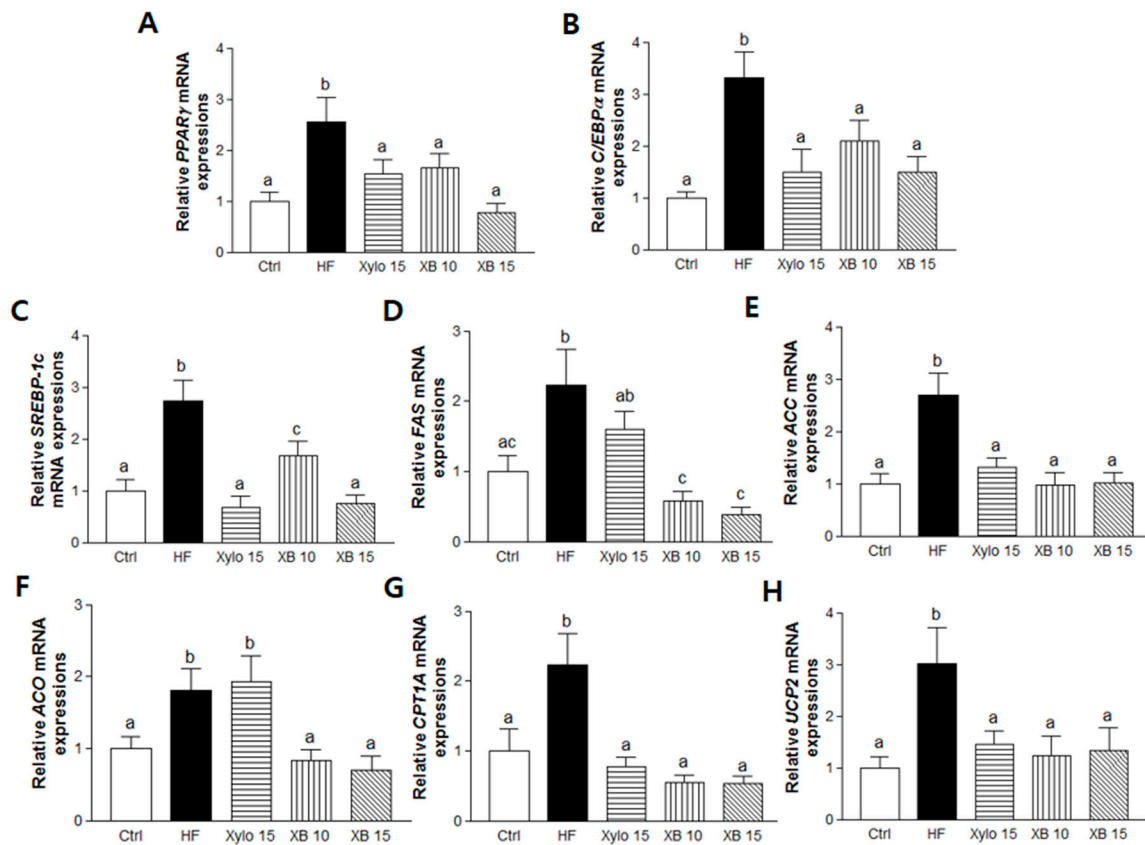 A
Relative PPARγ mRNA
expressions
4
3
2
1
0
a
b
a
a
a
Ctrl HF Xylo 15 XB 10 XB 15
B
Relative C/EBPα mRNA
expressions
4
3
2
1
0
a
b
a
a
a
Ctrl HF Xylo 15 XB 10 XB 15
C
Relative SREBP-1c
mRNA expressions
4
3
2
1
0
a
b
a
c
a
Ctrl HF Xylo 15 XB 10 XB 15
D
Relative FAS mRNA
expressions
3
2
1
0
ac
b
ab
c
c
Ctrl HF Xylo 15 XB 10 XB 15
E
Relative ACC mRNA
expressions
4
3
2
1
0
a
b
a
a
a
Ctrl HF Xylo 15 XB 10 XB 15
F
Relative ACO mRNA
expressions
3
2
1
0
a
b
b
a
a
Ctrl HF Xylo 15 XB 10 XB 15
G
Relative CPT1A mRNA
expressions
3
2
1
0
a
b
a
a
a
Ctrl HF Xylo 15 XB 10 XB 15
H
Relative UCP2 mRNA
expressions
4
3
2
1
0
a
b
a
a
a
Ctrl HF Xylo 15 XB 10 XB 15